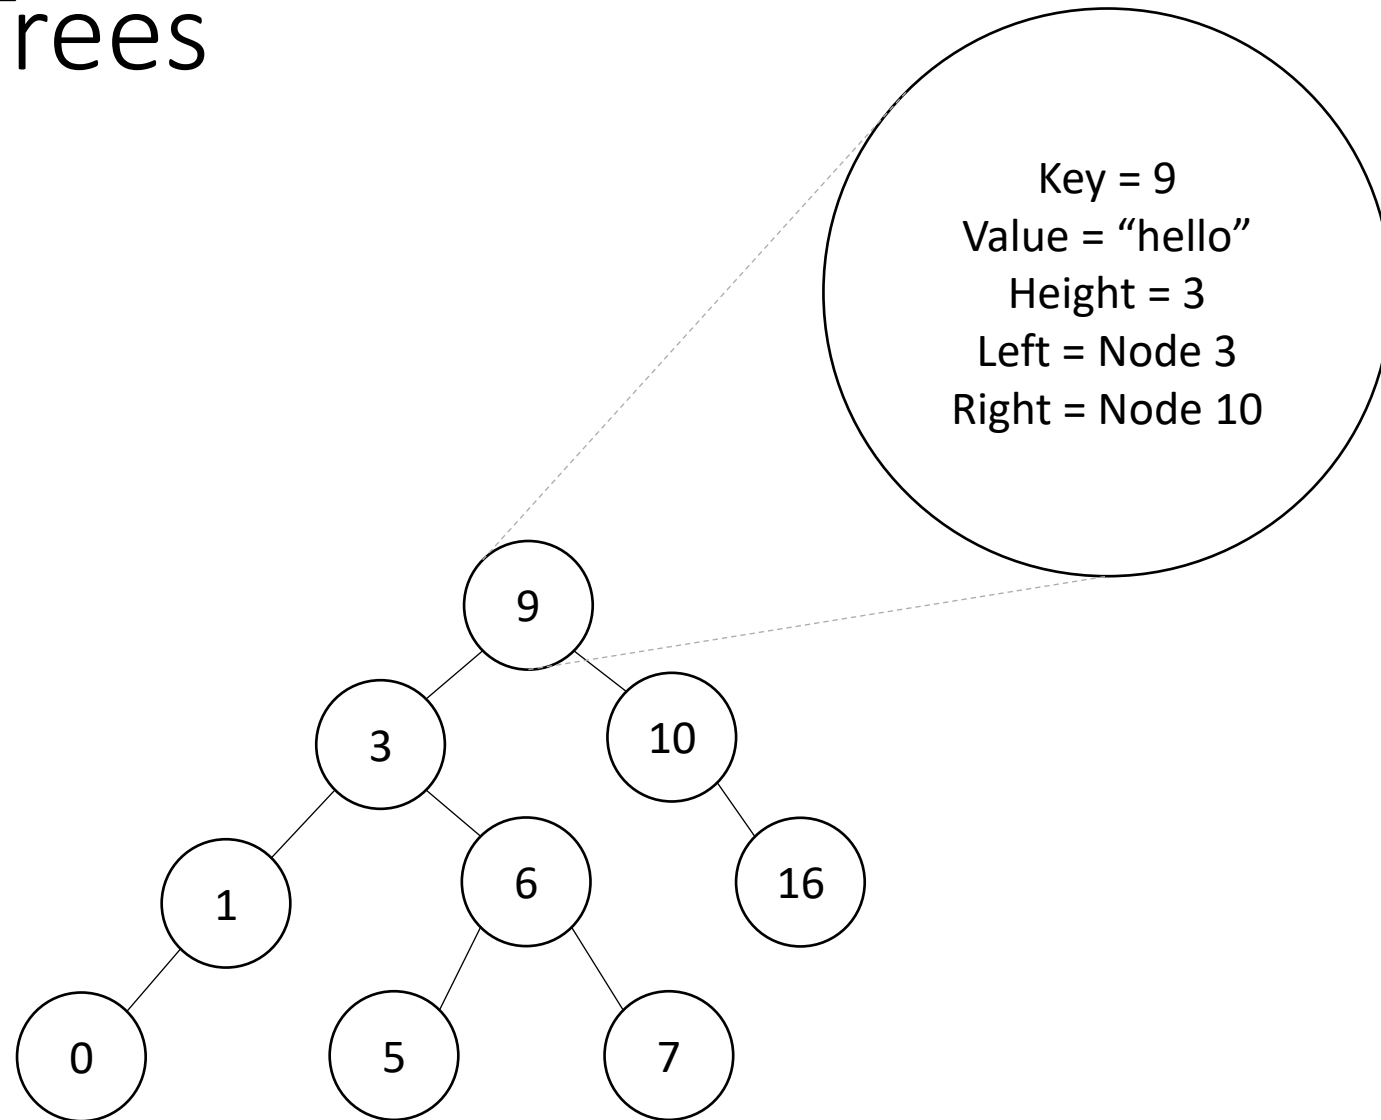 Trees
Key = 9
Value = “hello”
Height = 3
Left = Node 3
Right = Node 10
9
3
10
1
6
16
0
5
7